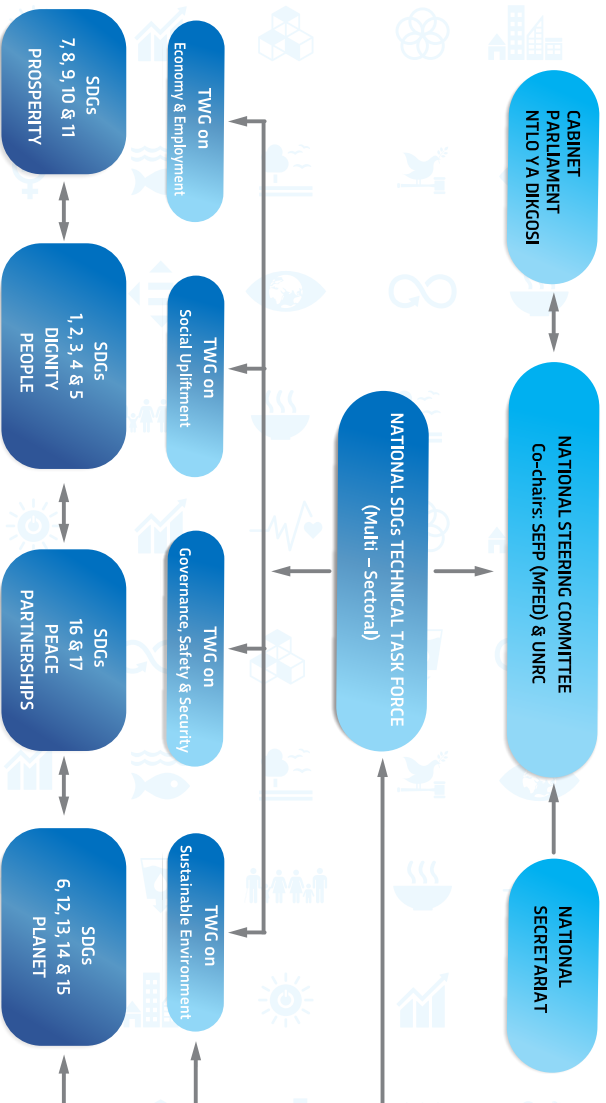 CABINET
PARLIAMENT
NTLO YA DIKGOSI
NATIONAL STEERING COMMITTEE
Co-chairs: SEFP (MFED) & UNRC
NATIONAL
SECRETARIAT
NATIONAL SDGs TECHNICAL TASK FORCE
(Multi – Sectoral)
TWG on
Economy & Employment
TWG on
Social Upliftment
TWG on
Governance, Safety & Security
TWG on
Sustainable Environment
SDGs
7, 8, 9, 10 & 11
PROSPERITY
SDGs
1, 2, 3, 4 & 5
DIGNITY
PEOPLE
SDGs
16 & 17
PEACE
PARTNERSHIPS
SDGs
6, 12, 13, 14 & 15
PLANET